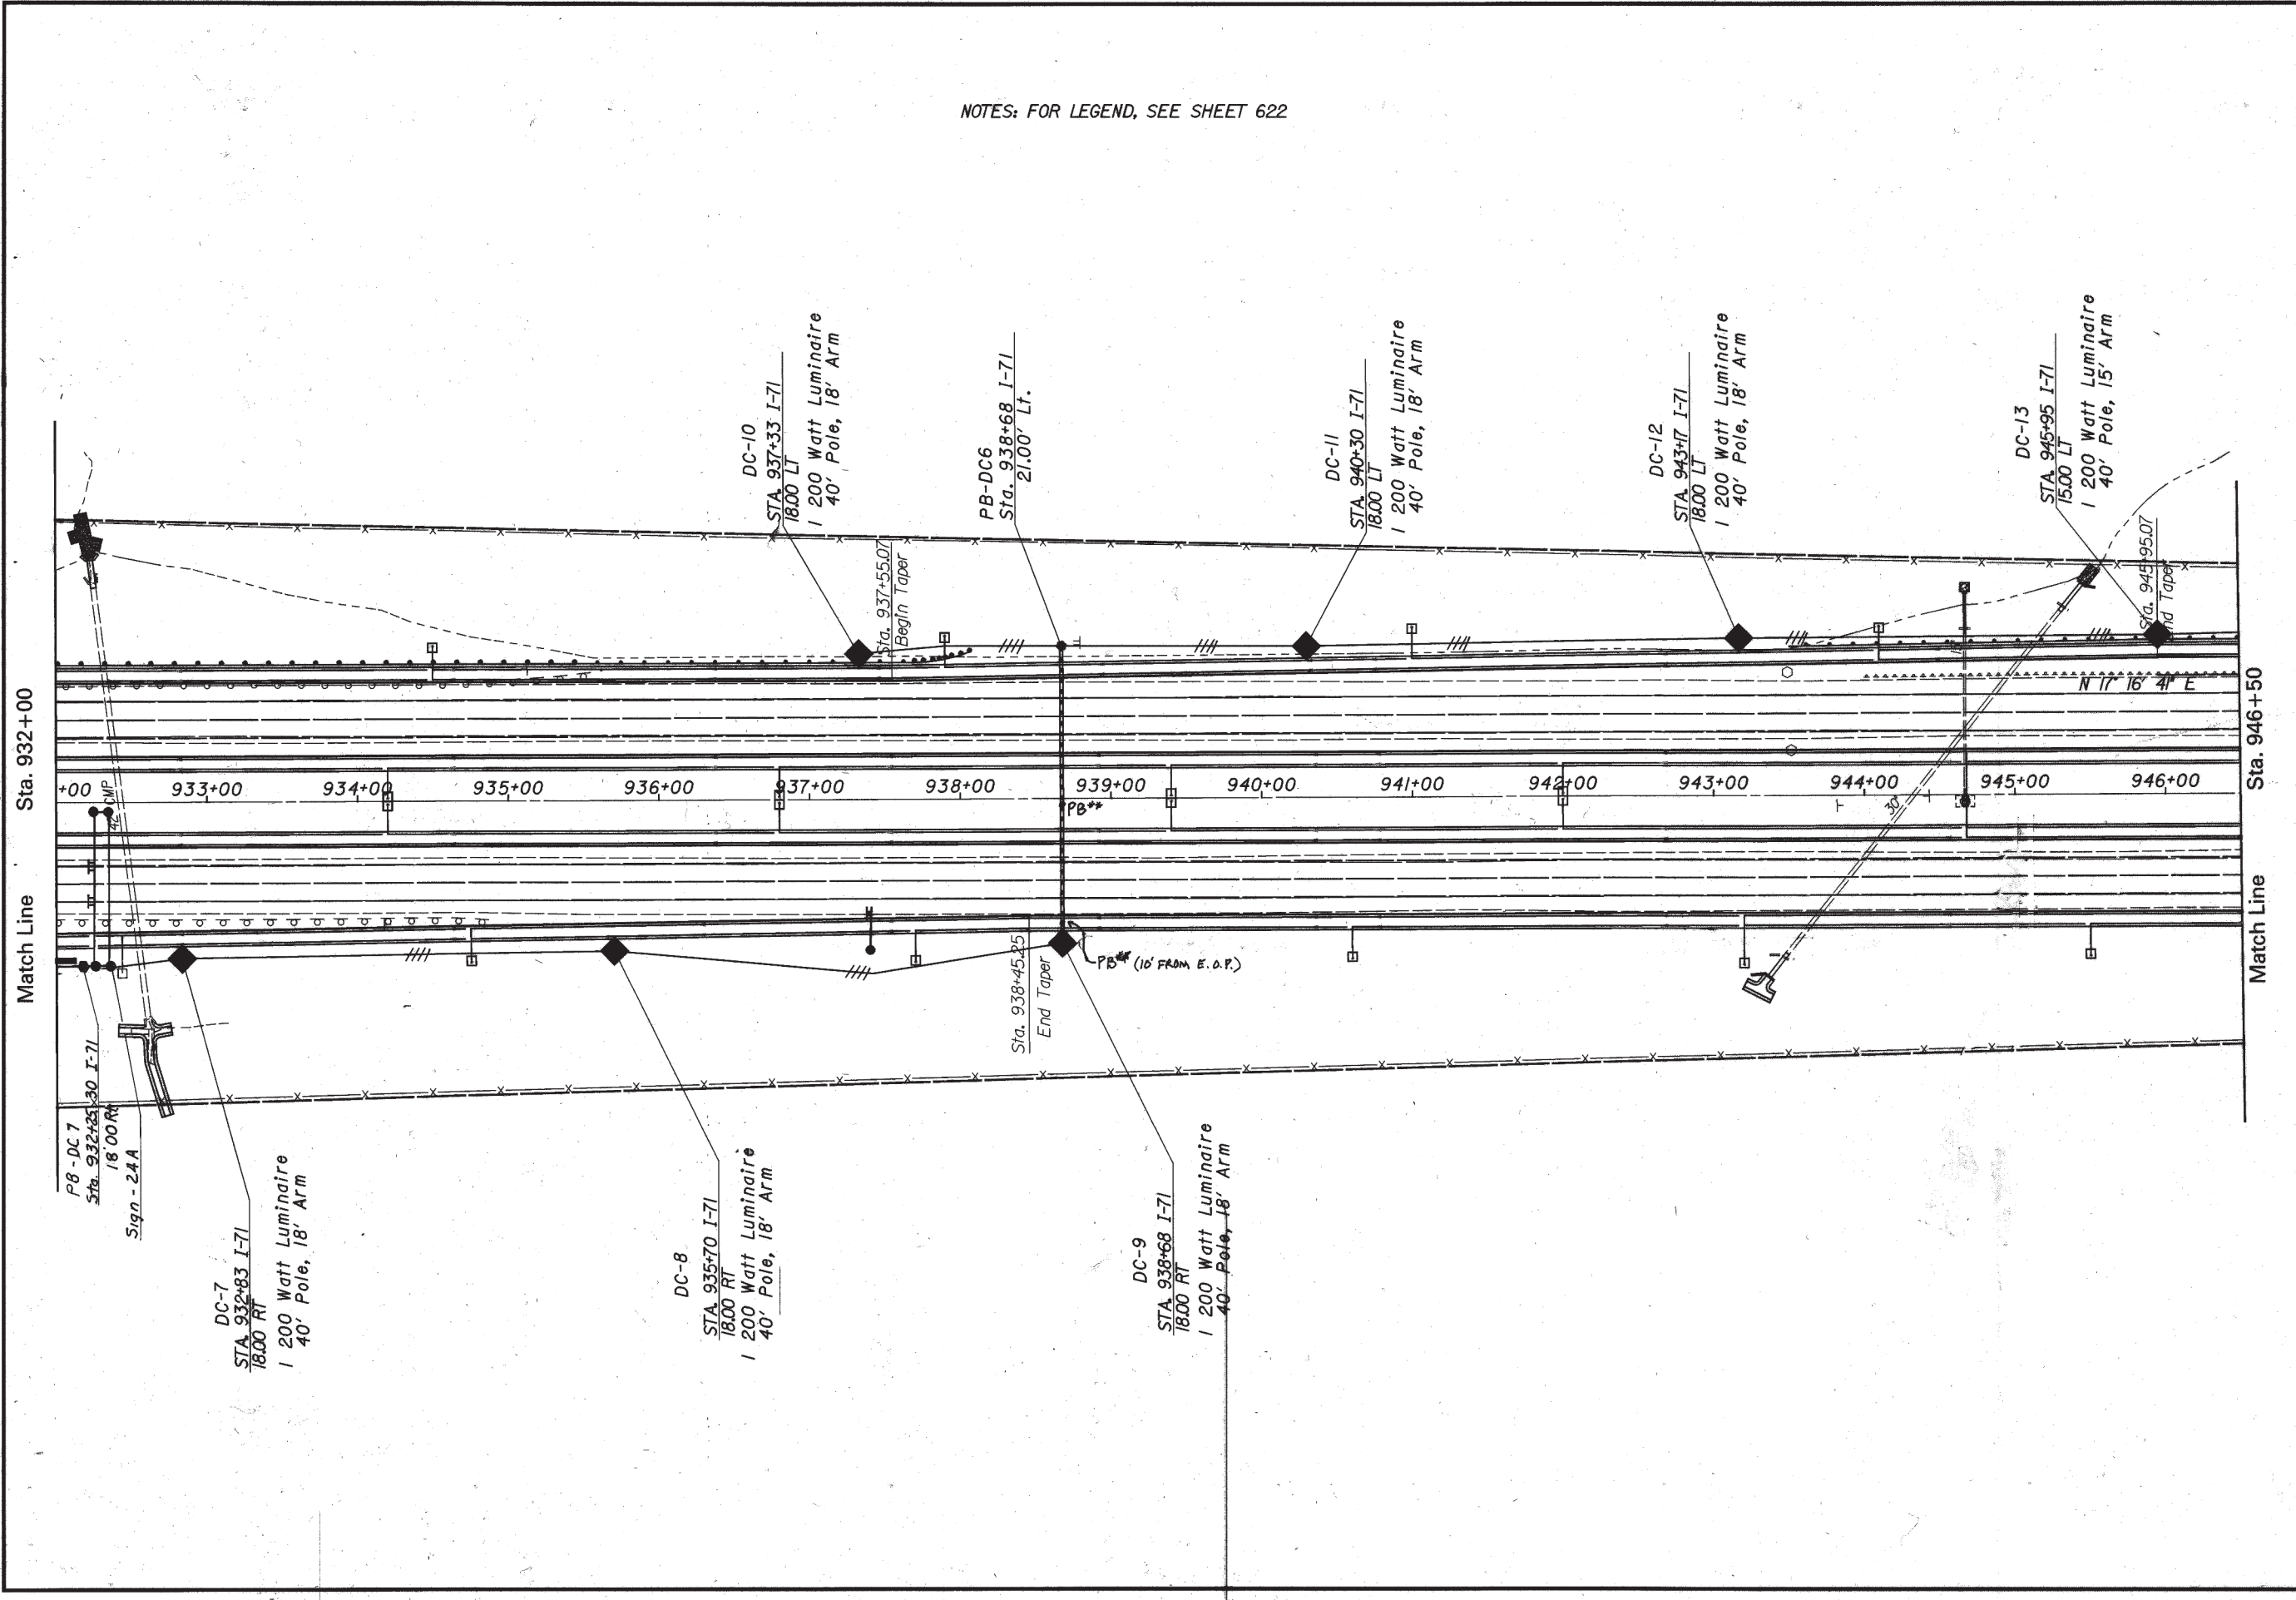 NOTES: FOR LEGEND, SEE SHEET 622
DC-10
STA. 937+33 I-71
18.00 LT
1 200 Watt Luminaire
40' Pole, 18' Arm
PB-DC6
Sta. 938+68 I-71
21.00' Lt.
DC-11
STA. 940+30 I-71
18.00 LT
1 200 Watt Luminaire
40' Pole, 18' Arm
DC-12
STA. 943+17 I-71
18.00 LT
1 200 Watt Luminaire
40' Pole, 18' Arm
DC-13
STA. 945+95 I-71
15.00 LT
1 200 Watt Luminaire
40' Pole, 15' Arm
Sta. 937+55.07
Begin Taper
Sta. 945+95.07
End Taper
N 17° 16' 41" E
Match Line Sta. 932+00
Match Line Sta. 946+50
+00 933+00 934+00 935+00 936+00 937+00 938+00 939+00 940+00 941+00 942+00 943+00 944+00 945+00 946+00
42" CMP
PB**
30"
Sta. 938+45.25
End Taper
PB** (10' FROM E.O.P.)
PB-DC 7
Sta. 932+25.30 I-71
18'00 Rt.
Sign - 24A
DC-7
STA. 932+83 I-71
18.00 RT
1 200 Watt Luminaire
40' Pole, 18' Arm
DC-8
STA. 935+70 I-71
18.00 RT
1 200 Watt Luminaire
40' Pole, 18' Arm
DC-9
STA. 938+68 I-71
18.00 RT
1 200 Watt Luminaire
40' Pole, 18' Arm